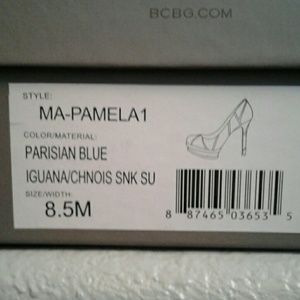 BCBG.COM
STYLE:
MA-PAMELA1
COLOR/MATERIAL:
PARISIAN BLUE
IGUANA/CHNOIS SNK SU
SIZE/WIDTH:
8.5M
8 87465 03653 5